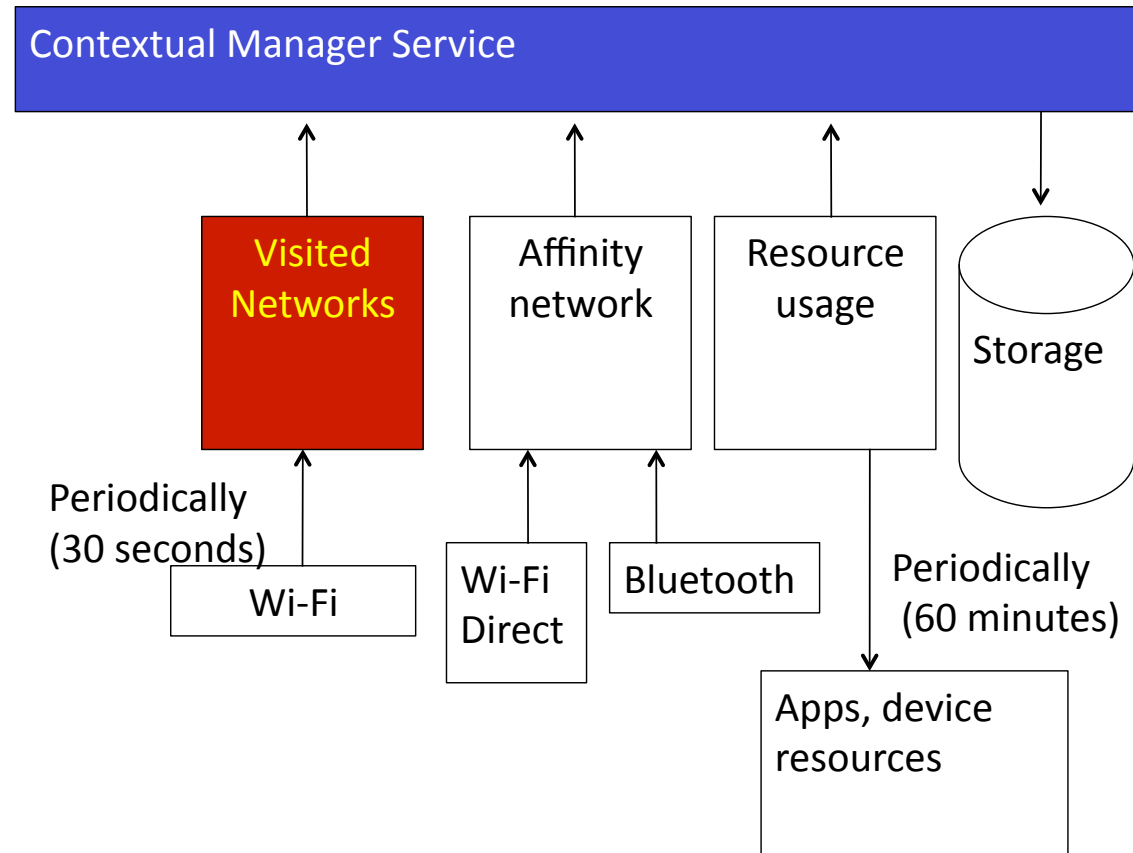 Contextual Manager Service
Visited
Networks
Affinity
network
Resource
usage
Storage
Periodically
(30 seconds)
Wi-Fi
Wi-Fi
Direct
Bluetooth
Periodically
(60 minutes)
Apps, device
resources